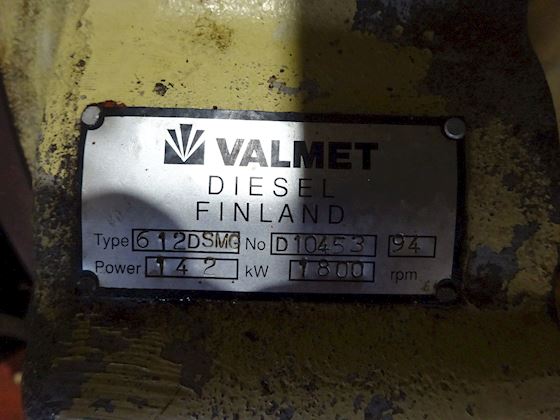 VALMET
DIESEL
FINLAND
Type 612DSMG No D10453 94
Power 142 kW 1800 rpm